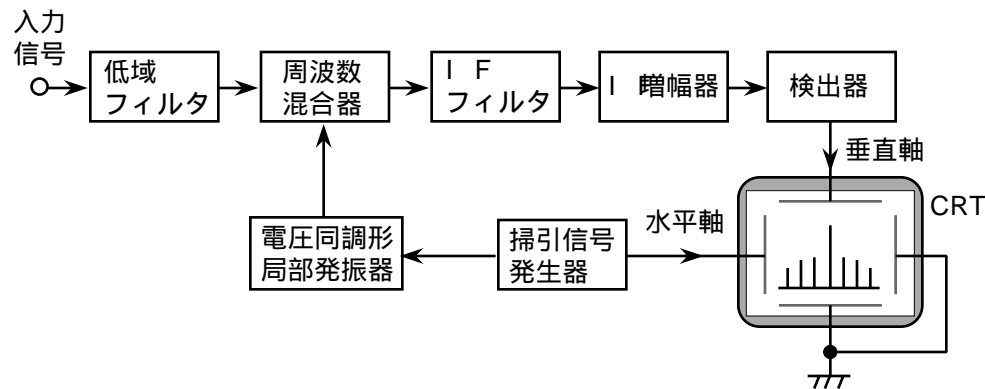 入力
信号
低域
フィルタ
周波数
混合器
I F
フィルタ
I F増幅器
検出器
垂直軸
CRT
水平軸
電圧同調形
局部発振器
掃引信号
発生器